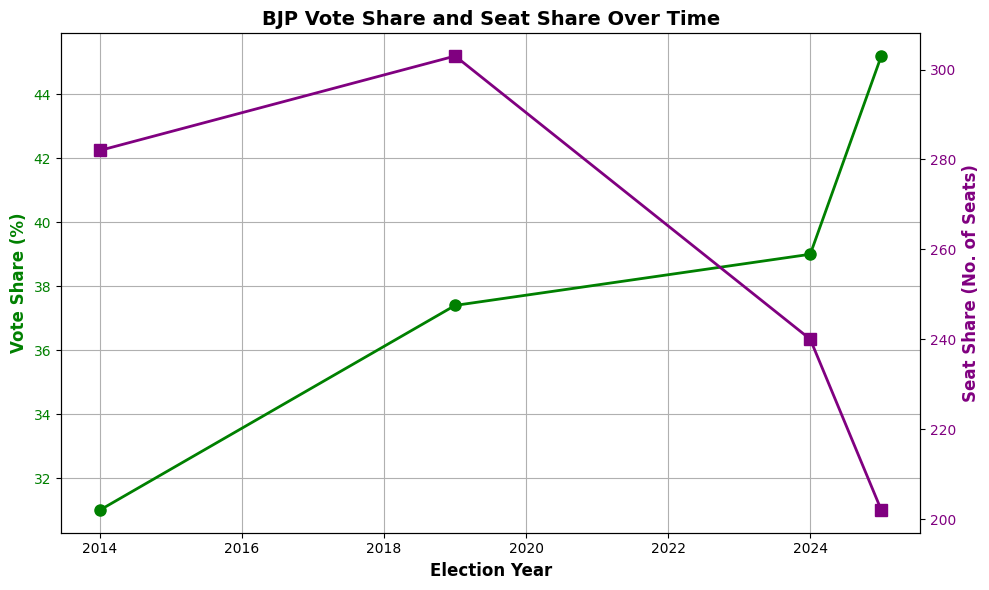 BJP Vote Share and Seat Share Over Time
Vote Share (%)
44
42
40
38
36
34
32
300
280
260
240
220
200
Seat Share (No. of Seats)
2014 2016 2018 2020 2022 2024
Election Year